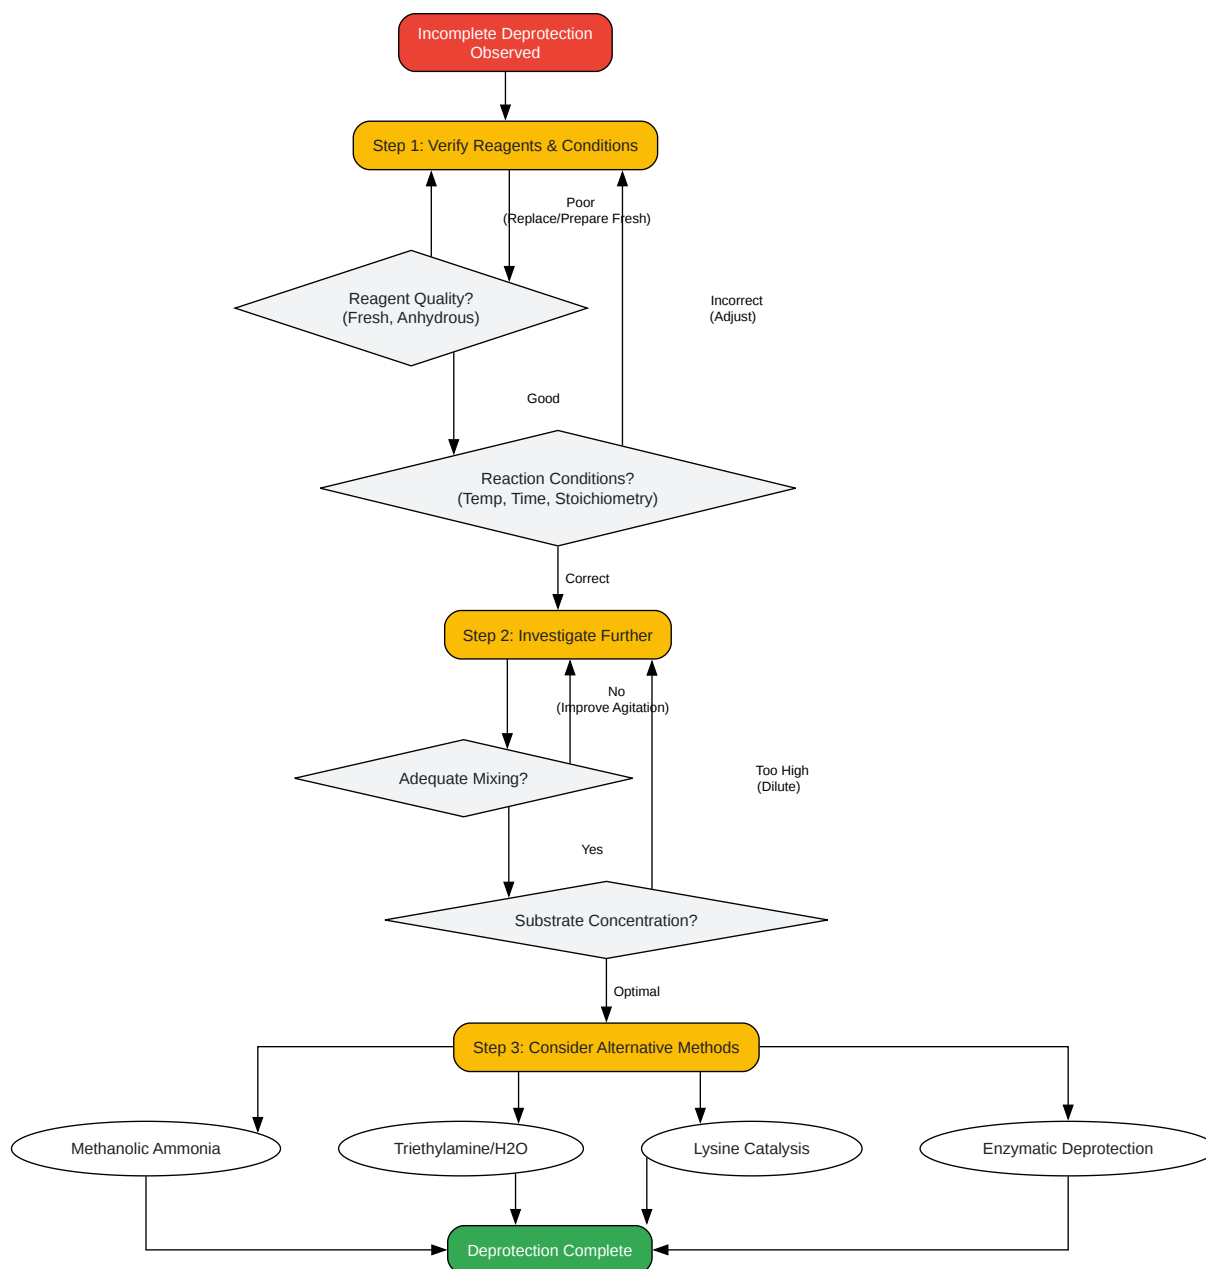 Incomplete Deprotection
Observed
Step 1: Verify Reagents & Conditions
Poor
(Replace/Prepare Fresh)
Reagent Quality?
(Fresh, Anhydrous)
Incorrect
(Adjust)
Good
Reaction Conditions?
(Temp, Time, Stoichiometry)
Correct
Step 2: Investigate Further
No
(Improve Agitation)
Adequate Mixing?
Too High
(Dilute)
Yes
Substrate Concentration?
Optimal
Step 3: Consider Alternative Methods
Methanolic Ammonia
Triethylamine/H2O
Lysine Catalysis
Enzymatic Deprotection
Deprotection Complete